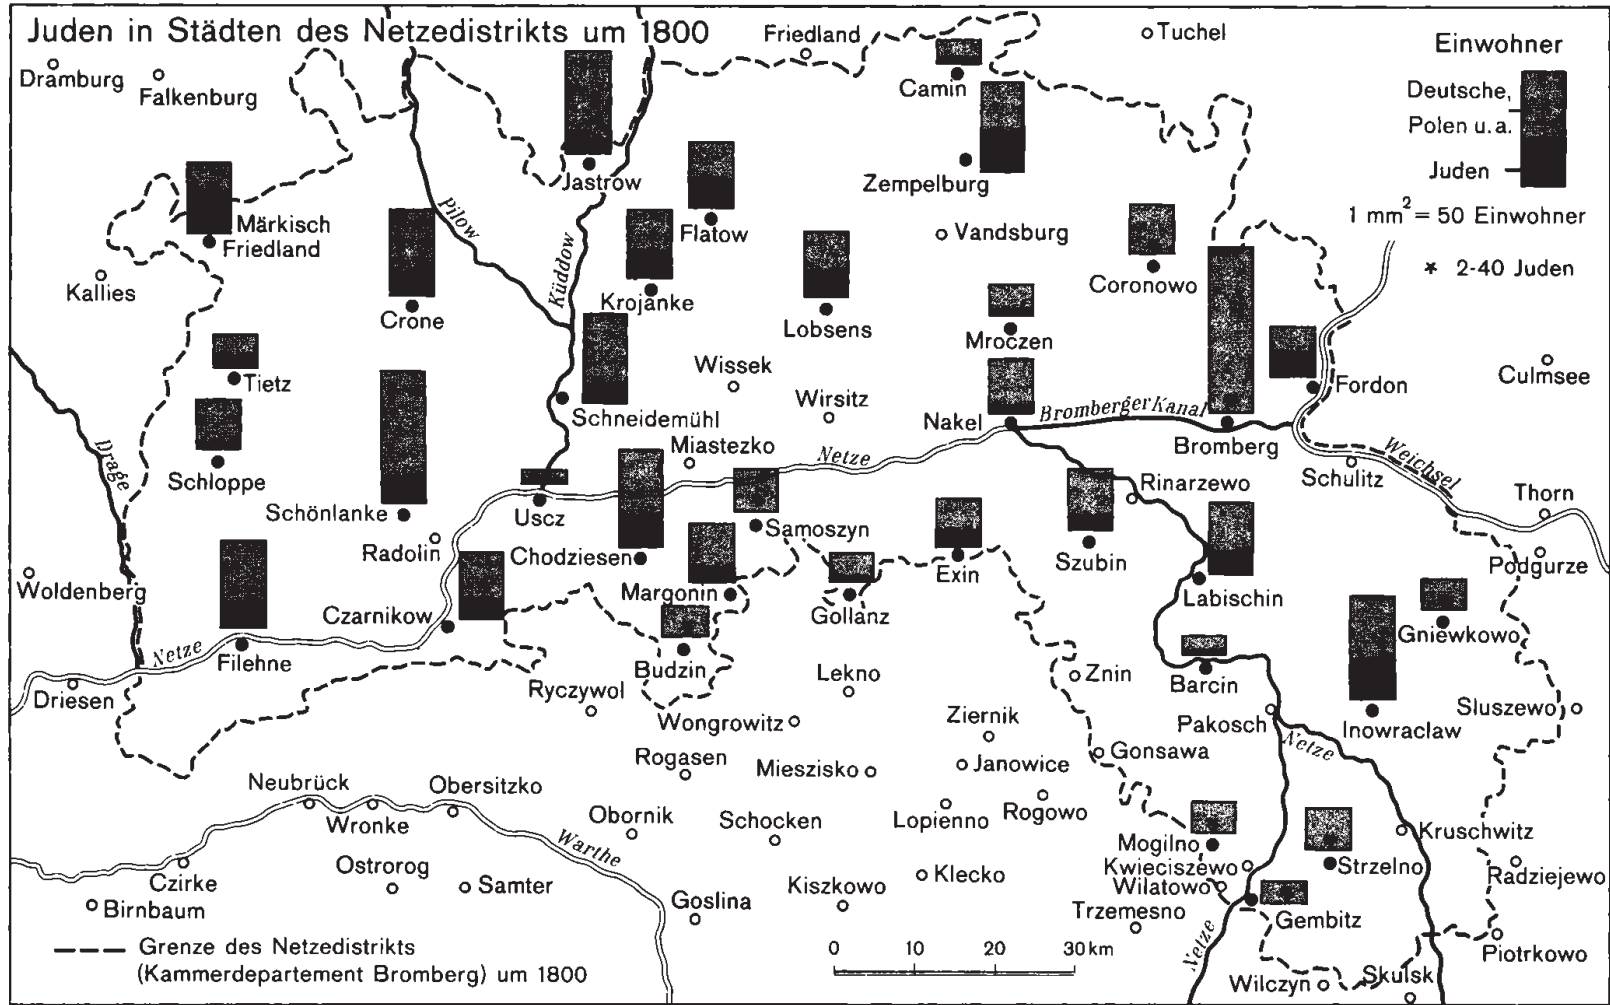 Juden in Städten des Netzedistrikts um 1800
Friedland
Tuchel
Einwohner
Dramburg
Falkenburg
Camin
Deutsche,
Polen u.a.
Juden
1 mm² = 50 Einwohner
* 2-40 Juden
Jastrow
Zempelburg
Märkisch
Friedland
Pilow
Küddow
Flatow
Vandsburg
Kallies
Crone
Krojanke
Lobsens
Coronowo
Mroczen
Tietz
Wissek
Wirsitz
Fordon
Culmsee
Schneidemühl
Nakel
Bromberger Kanal
Bromberg
Drage
Schloppe
Miastezko
Netze
Weichsel
Schulitz
Schönlanke
Uscz
Rinarzewo
Thorn
Radolin
Chodziesen
Samoszyn
Exin
Szubin
Podgurze
Woldenberg
Margonin
Gollanz
Labischin
Czarnikow
Gniewkowo
Netze
Filehne
Budzin
Driesen
Ryczywol
Lekno
Znin
Barcin
Wongrowitz
Ziernik
Pakosch
Inowraclaw
Sluszewo
Netze
Rogasen
Mieszisko
Janowice
Gonsawa
Neubrück
Obersitzko
Wronke
Obornik
Schocken
Lopienno
Rogowo
Mogilno
Kruschwitz
Warthe
Czirke
Ostrorog
Samter
Kiszkowo
Klecko
Kwieciszewo
Wilatowo
Strzelno
Radziejewo
Birnbaum
Goslina
Trzemesno
Gembitz
Grenze des Netzedistrikts
(Kammerdepartement Bromberg) um 1800
0 10 20 30 km
Netze
Wilczyn
Skulsk
Piotrkowo